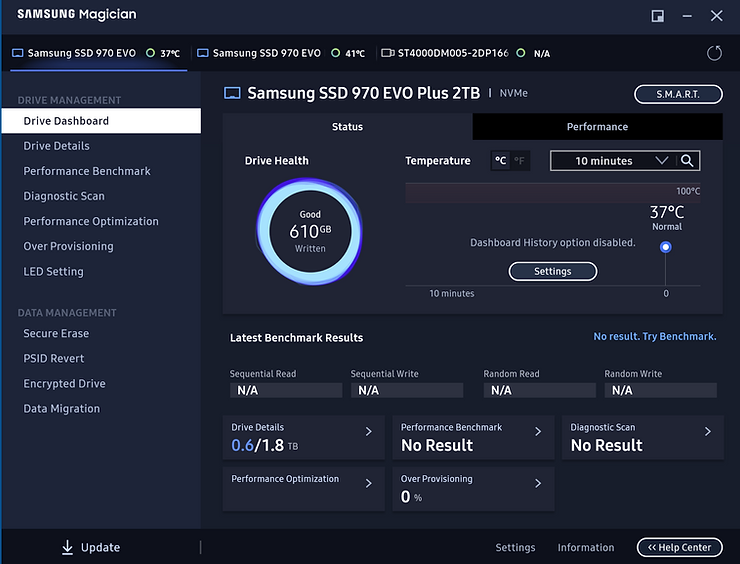 SAMSUNG Magician
Samsung SSD 970 EVO 37℃ Samsung SSD 970 EVO 41℃ ST4000DM005-2DP166 N/A
DRIVE MANAGEMENT
Drive Dashboard
Drive Details
Performance Benchmark
Diagnostic Scan
Performance Optimization
Over Provisioning
LED Setting
DATA MANAGEMENT
Secure Erase
PSID Revert
Encrypted Drive
Data Migration
Samsung SSD 970 EVO Plus 2TB | NVMe S.M.A.R.T.
Status Performance
Drive Health
Good
610GB
Written
Temperature °C °F 10 minutes
100℃
37℃
Normal
Dashboard History option disabled.
Settings
10 minutes 0
Latest Benchmark Results No result. Try Benchmark.
Sequential Read Sequential Write Random Read Random Write
N/A N/A N/A N/A
Drive Details Performance Benchmark Diagnostic Scan
0.6/1.8 TB No Result No Result
Performance Optimization Over Provisioning
0 %
Update Settings Information << Help Center